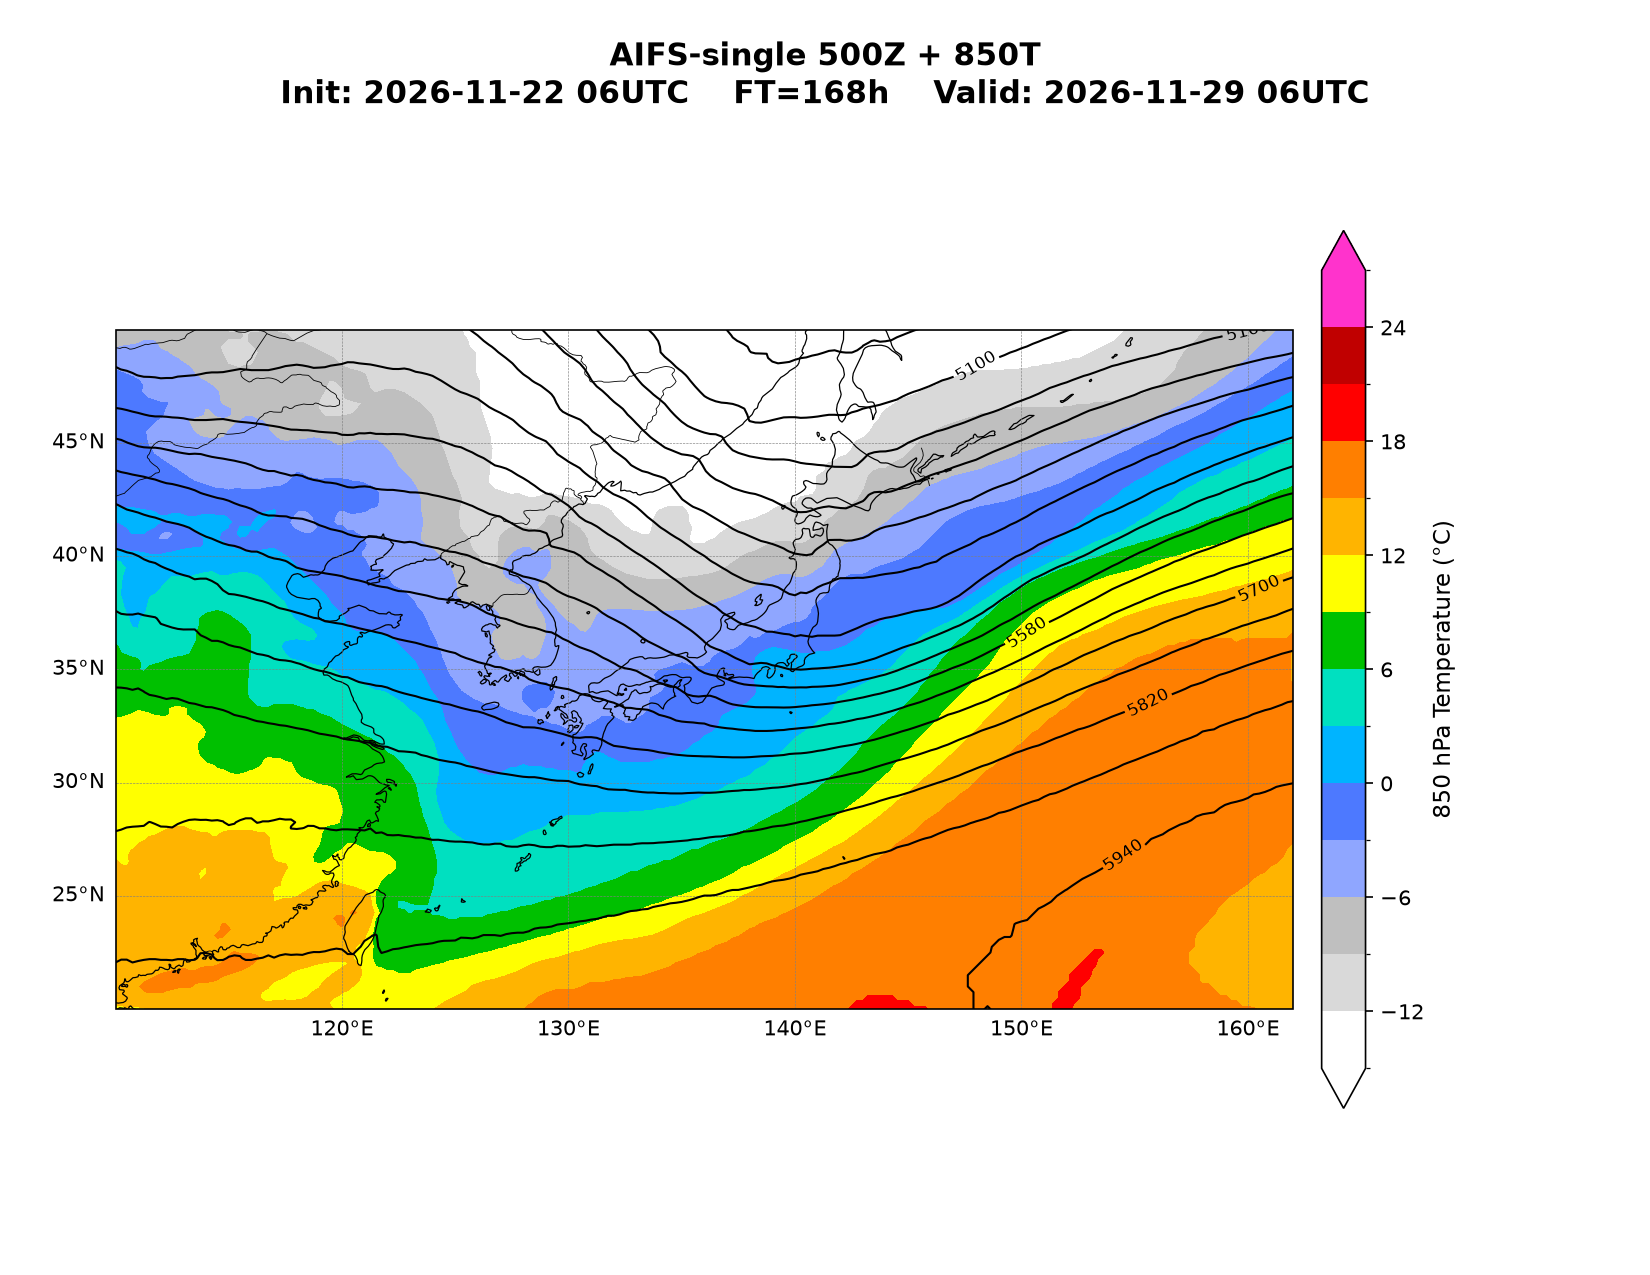 AIFS-single 500Z + 850T
Init: 2026-11-22 06UTC    FT=168h    Valid: 2026-11-29 06UTC
5100
5700
5580
5820
5940
45°N
40°N
35°N
30°N
25°N
120°E
130°E
140°E
150°E
160°E
24
18
12
6
0
−6
−12
850 hPa Temperature (°C)